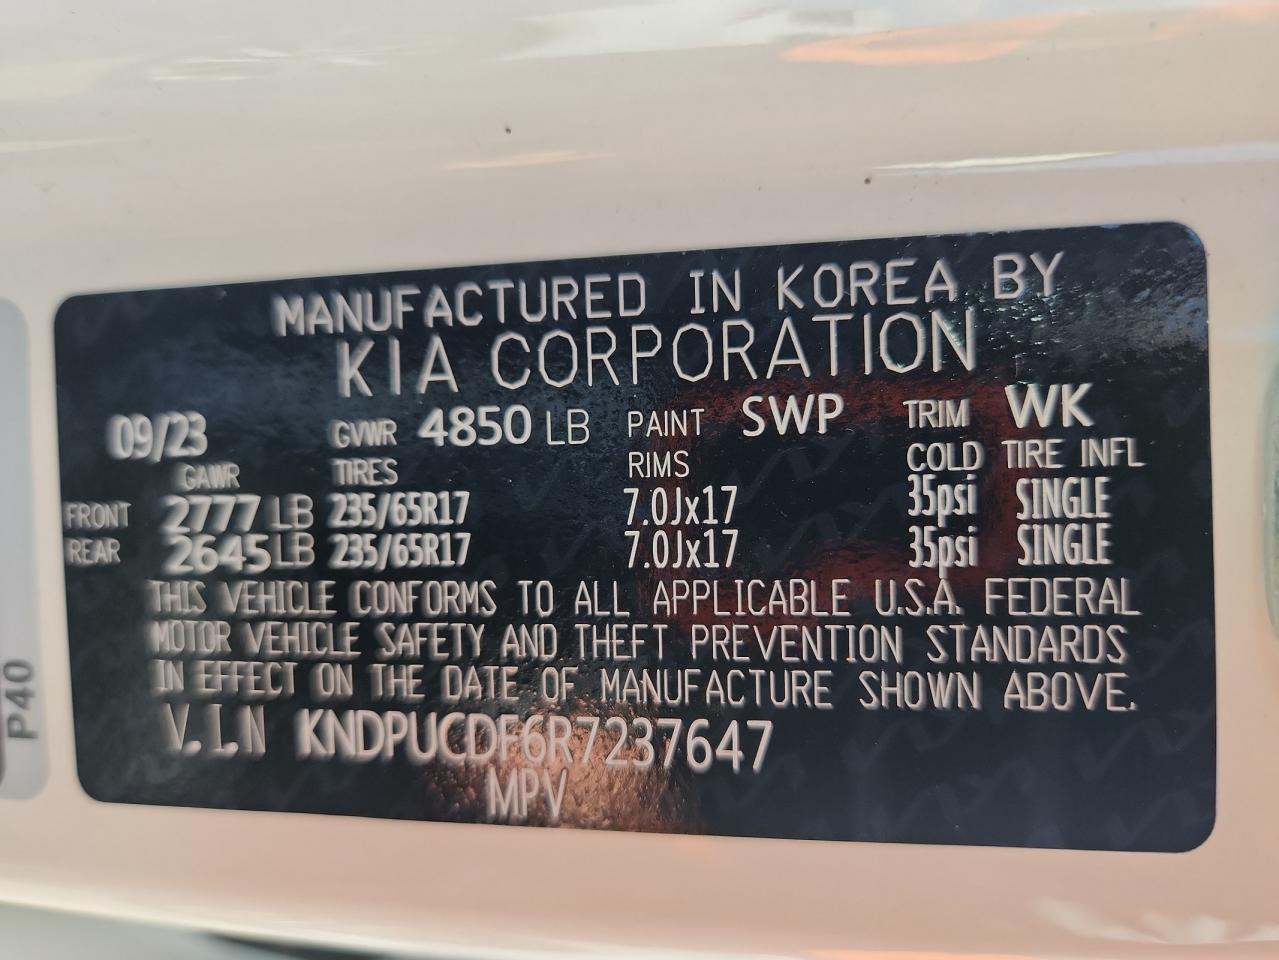 MANUFACTURED IN KOREA BY
KIA CORPORATION
09/23 GVWR 4850 LB PAINT SWP TRIM WK
GAWR TIRES RIMS COLD TIRE INFL
FRONT 2777 LB 235/65R17 7.0Jx17 35psi SINGLE
REAR 2645 LB 235/65R17 7.0Jx17 35psi SINGLE
THIS VEHICLE CONFORMS TO ALL APPLICABLE U.S.A. FEDERAL
MOTOR VEHICLE SAFETY AND THEFT PREVENTION STANDARDS
IN EFFECT ON THE DATE OF MANUFACTURE SHOWN ABOVE.
V.I.N KNDPUCDF6R7237647
MPV
P40